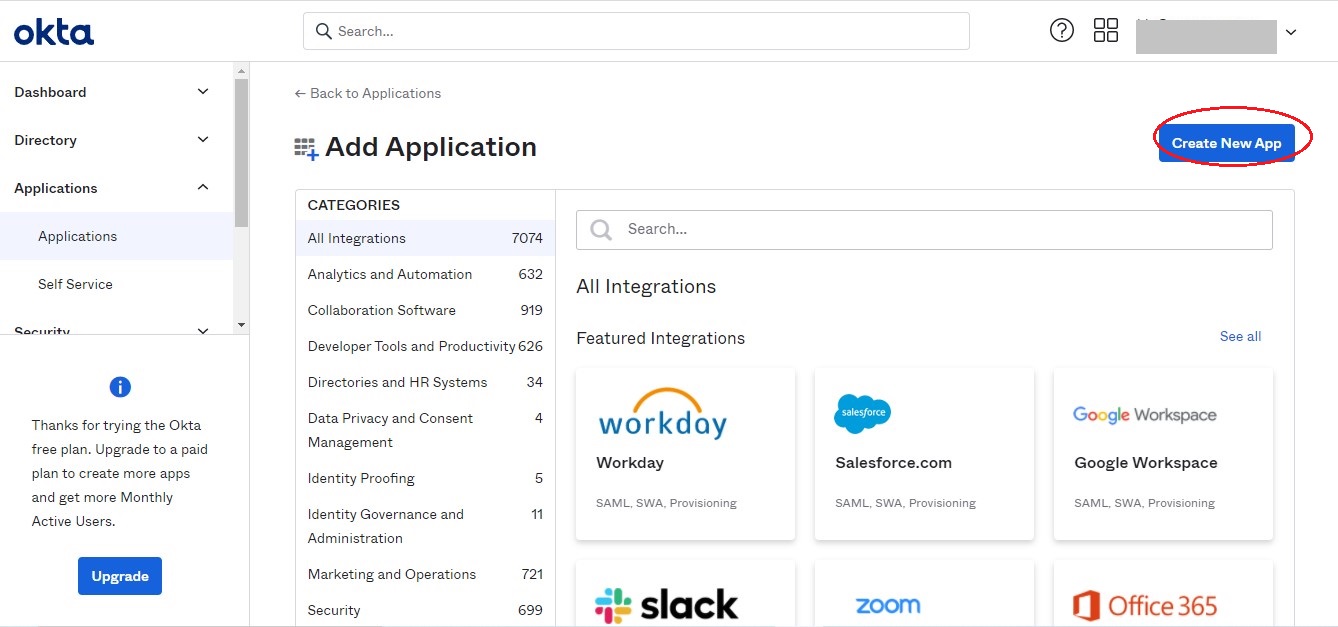 okta
Search...
Dashboard
Directory
Applications
Applications
Self Service
Security
Thanks for trying the Okta
free plan. Upgrade to a paid
plan to create more apps
and get more Monthly
Active Users.
Upgrade
← Back to Applications
Add Application
Create New App
CATEGORIES
All Integrations 7074
Analytics and Automation 632
Collaboration Software 919
Developer Tools and Productivity 626
Directories and HR Systems 34
Data Privacy and Consent 4
Management
Identity Proofing 5
Identity Governance and 11
Administration
Marketing and Operations 721
Security 699
Search...
All Integrations
Featured Integrations
See all
workday
Workday
SAML, SWA, Provisioning
salesforce
Salesforce.com
SAML, SWA, Provisioning
Google Workspace
Google Workspace
SAML, SWA, Provisioning
slack
zoom
Office 365